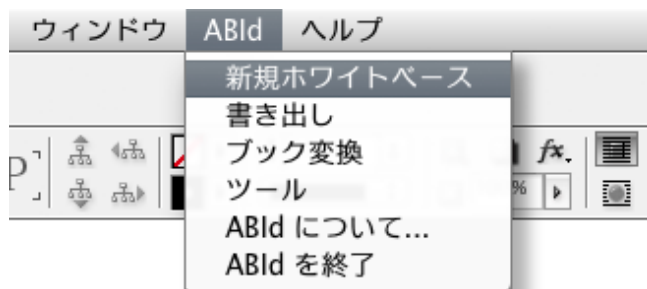 ウィンドウ ABId ヘルプ
新規ホワイトベース
書き出し
ブック変換
ツール
ABId について...
ABId を終了
P
fx.
%